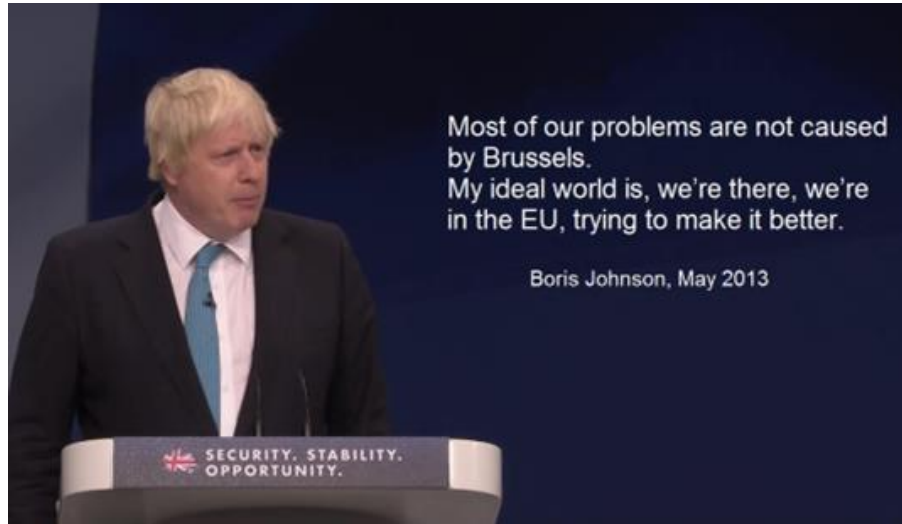 Most of our problems are not caused
by Brussels.
My ideal world is, we're there, we're
in the EU, trying to make it better.
Boris Johnson, May 2013
SECURITY. STABILITY.
OPPORTUNITY.